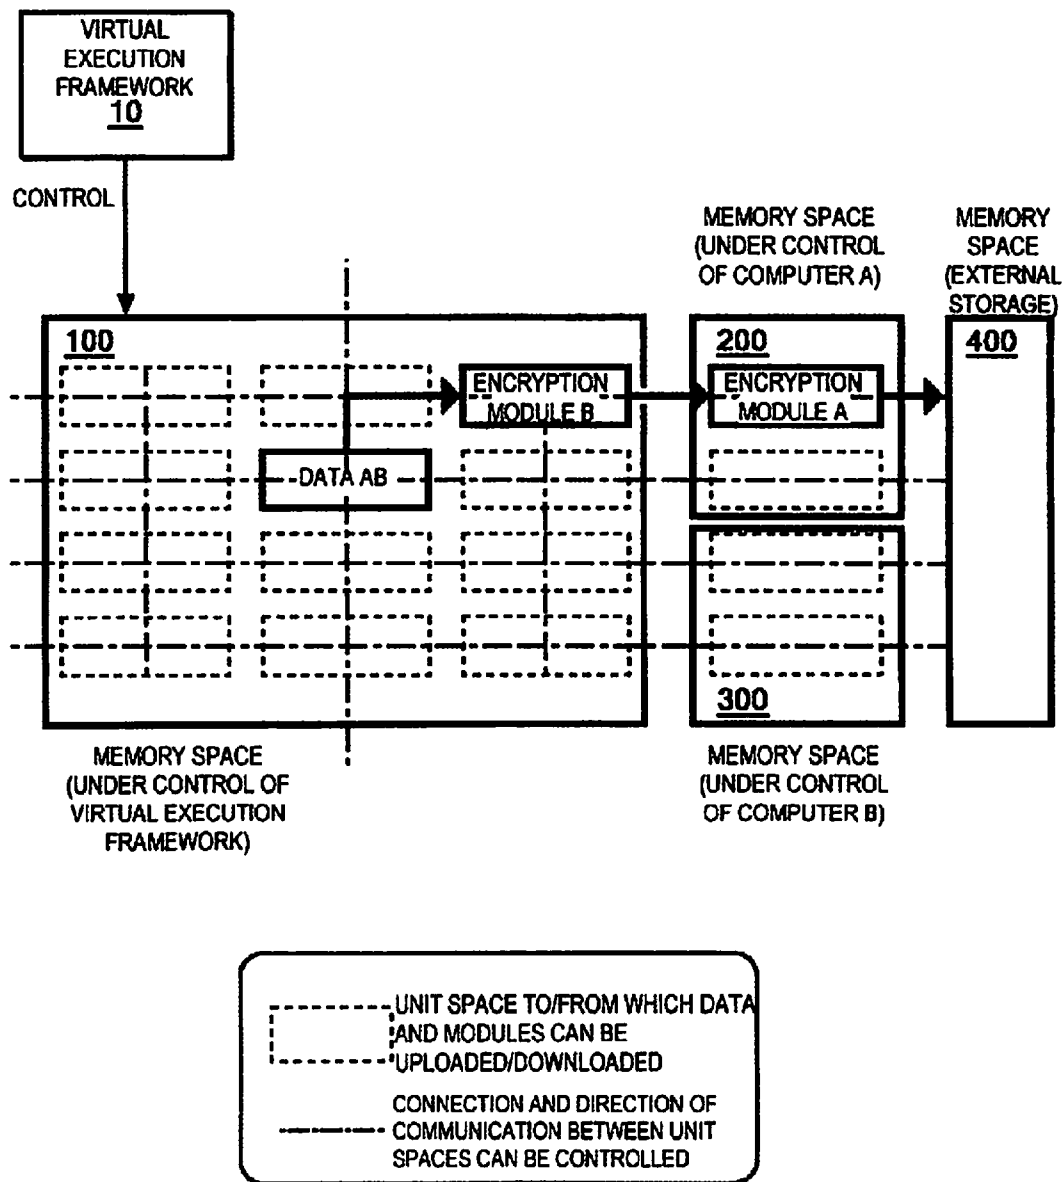 VIRTUAL
EXECUTION
FRAMEWORK
10
CONTROL
MEMORY SPACE
(UNDER CONTROL
OF COMPUTER A)
MEMORY
SPACE
(EXTERNAL
STORAGE)
100
200
400
ENCRYPTION
MODULE B
ENCRYPTION
MODULE A
DATA AB
300
MEMORY SPACE
(UNDER CONTROL OF
VIRTUAL EXECUTION
FRAMEWORK)
MEMORY SPACE
(UNDER CONTROL
OF COMPUTER B)
UNIT SPACE TO/FROM WHICH DATA
AND MODULES CAN BE
UPLOADED/DOWNLOADED
CONNECTION AND DIRECTION OF
COMMUNICATION BETWEEN UNIT
SPACES CAN BE CONTROLLED